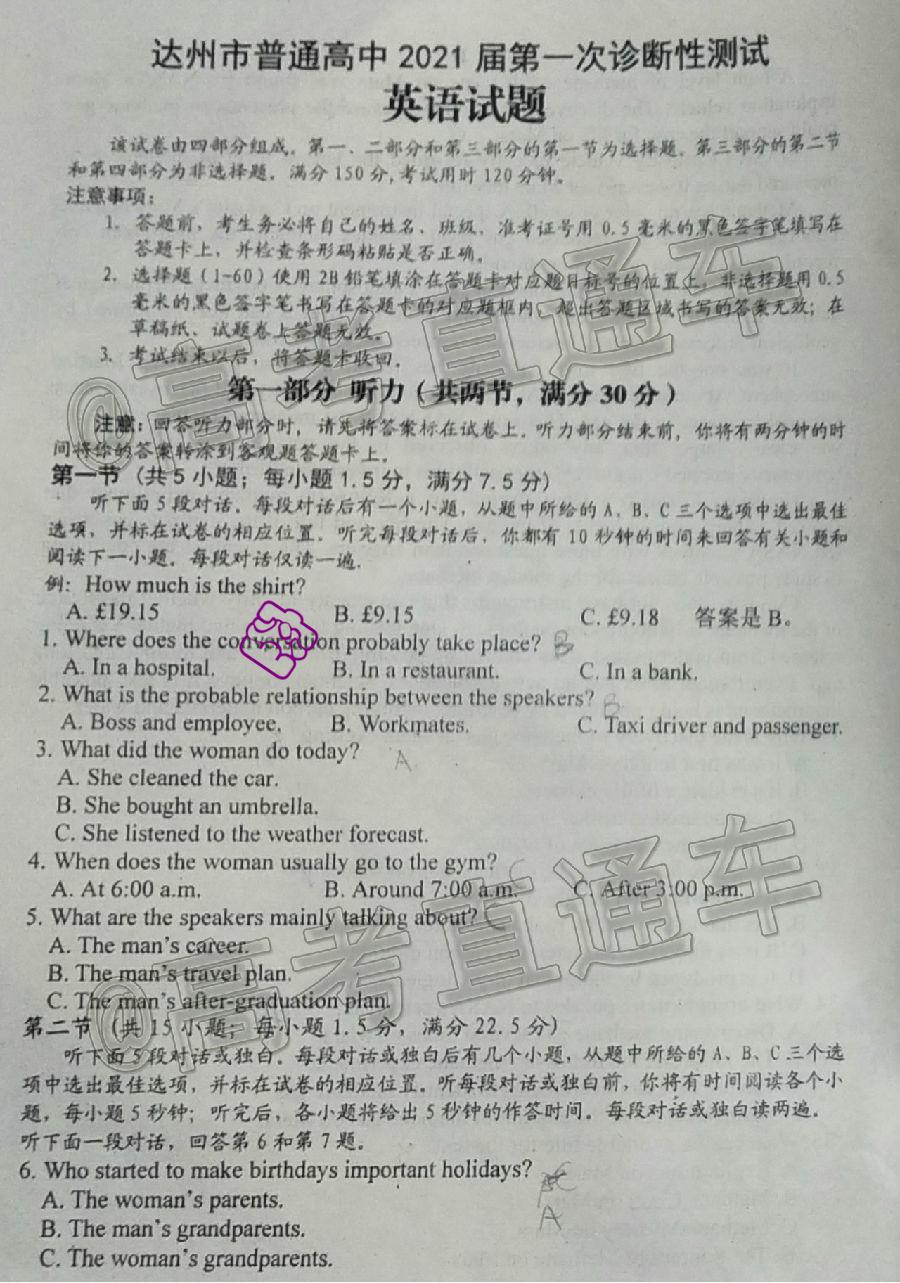 达州市普通高中 2021 届第一次诊断性测试
英语试题
该试卷由四部分组成。第一、二部分和第三部分的第一节为选择题。第三部分的第二节
和第四部分为非选择题。满分 150 分,考试用时 120 分钟。
注意事项:
1. 答题前,考生务必将自己的姓名、班级、准考证号用 0.5 毫米的黑色签字笔填写在
答题卡上,并检查条形码粘贴是否正确。
2. 选择题 (1-60) 使用 2B 铅笔填涂在答题卡对应题目标号的位置上,非选择题用 0.5
毫米的黑色签字笔书写在答题卡的对应题框内,超出答题区域书写的答案无效;在
草稿纸、试题卷上答题无效。
3. 考试结束以后,将答题卡收回。
第一部分 听力(共两节,满分 30 分)
注意:回答听力部分时,请先将答案标在试卷上。听力部分结束前,你将有两分钟的时
间将你的答案转涂到客观题答题卡上。
第一节 (共 5 小题;每小题 1.5 分,满分 7.5 分)
听下面 5 段对话。每段对话后有一个小题,从题中所给的 A、B、C 三个选项中选出最佳
选项,并标在试卷的相应位置。听完每段对话后,你都有 10 秒钟的时间来回答有关小题和
阅读下一小题。每段对话仅读一遍.
例: How much is the shirt?
A. £19.15 B. £9.15 C. £9.18 答案是 B。
1. Where does the conversation probably take place? B
A. In a hospital. B. In a restaurant. C. In a bank.
2. What is the probable relationship between the speakers? B
A. Boss and employee. B. Workmates. C. Taxi driver and passenger.
3. What did the woman do today? A
A. She cleaned the car.
B. She bought an umbrella.
C. She listened to the weather forecast.
4. When does the woman usually go to the gym? C
A. At 6:00 a.m. B. Around 7:00 a.m. C. After 3:00 p.m.
5. What are the speakers mainly talking about? C
A. The man's career.
B. The man's travel plan.
C. The man's after-graduation plan.
第二节 (共 15 小题;每小题 1.5 分,满分 22.5 分)
听下面 5 段对话或独白。每段对话或独白后有几个小题,从题中所给的 A、B、C 三个选
项中选出最佳选项,并标在试卷的相应位置。听每段对话或独白前,你将有时间阅读各个小
题,每小题 5 秒钟;听完后,各小题将给出 5 秒钟的作答时间。每段对话或独白读两遍。
听下面一段对话,回答第 6 和第 7 题。
6. Who started to make birthdays important holidays?
A. The woman's parents.
A
B. The man's grandparents.
C. The woman's grandparents.
@高考直通车
@高考直通车